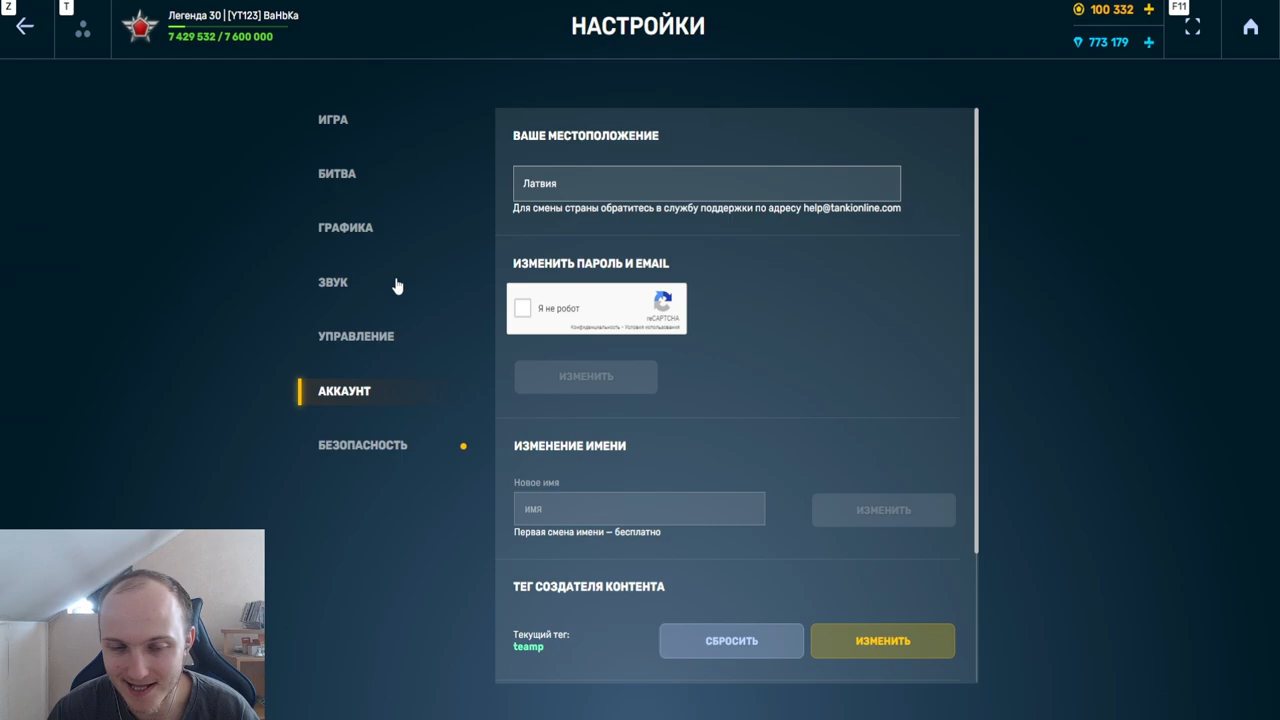 Z
T
Легенда 30 | [YT123] BaHbKa
7 429 532 / 7 600 000
НАСТРОЙКИ
100 332 +
773 179 +
F11
ИГРА
БИТВА
ГРАФИКА
ЗВУК
УПРАВЛЕНИЕ
АККАУНТ
БЕЗОПАСНОСТЬ
ВАШЕ МЕСТОПОЛОЖЕНИЕ
Латвия
Для смены страны обратитесь в службу поддержки по адресу help@tankionline.com
ИЗМЕНИТЬ ПАРОЛЬ И EMAIL
Я не робот
reCAPTCHA
Конфиденциальность - Условия использования
ИЗМЕНИТЬ
ИЗМЕНЕНИЕ ИМЕНИ
Новое имя
имя
ИЗМЕНИТЬ
Первая смена имени — бесплатно
ТЕГ СОЗДАТЕЛЯ КОНТЕНТА
Текущий тег:
teamp
СБРОСИТЬ
ИЗМЕНИТЬ